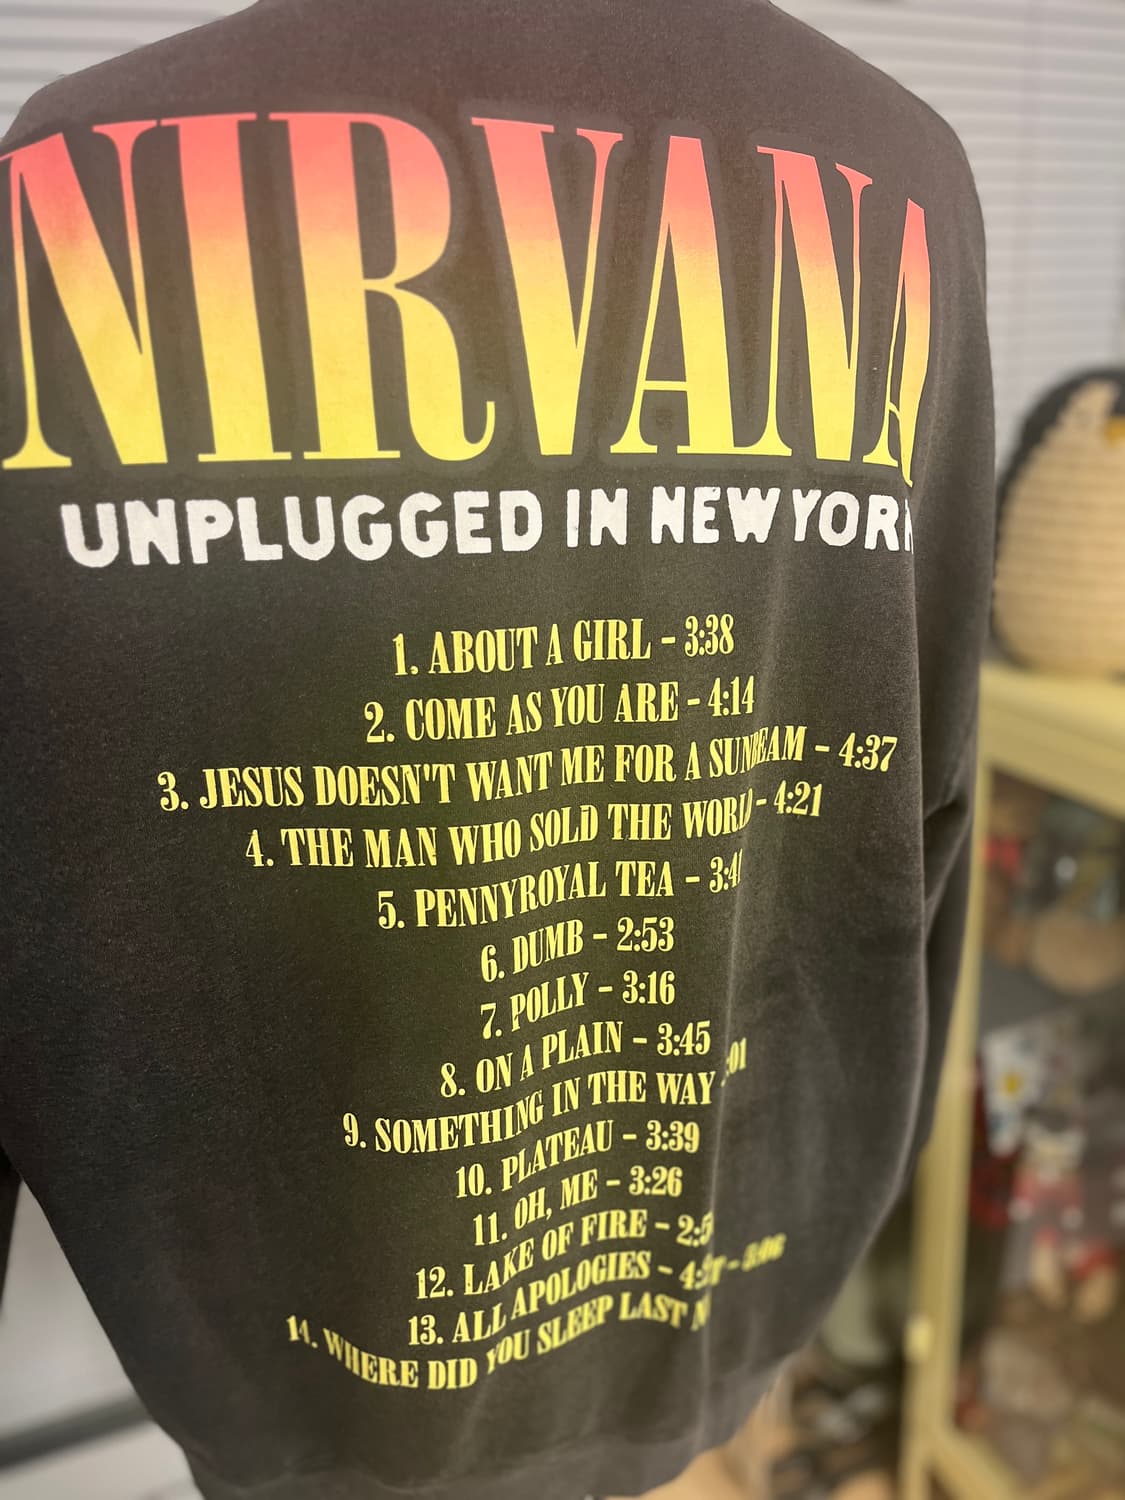 NIRVANA
UNPLUGGED IN NEW YORK
1. ABOUT A GIRL - 3:38
2. COME AS YOU ARE - 4:14
3. JESUS DOESN'T WANT ME FOR A SUNBEAM - 4:37
4. THE MAN WHO SOLD THE WORLD - 4:21
5. PENNYROYAL TEA -
6. DUMB - 2:53
7. POLLY - 3:16
8. ON A PLAIN - 3:45
9. SOMETHING IN THE WAY
10. PLATEAU - 3:39
11. OH, ME - 3:26
12. LAKE OF FIRE -
13. ALL APOLOGIES -
14. WHERE DID YOU SLEEP LAST